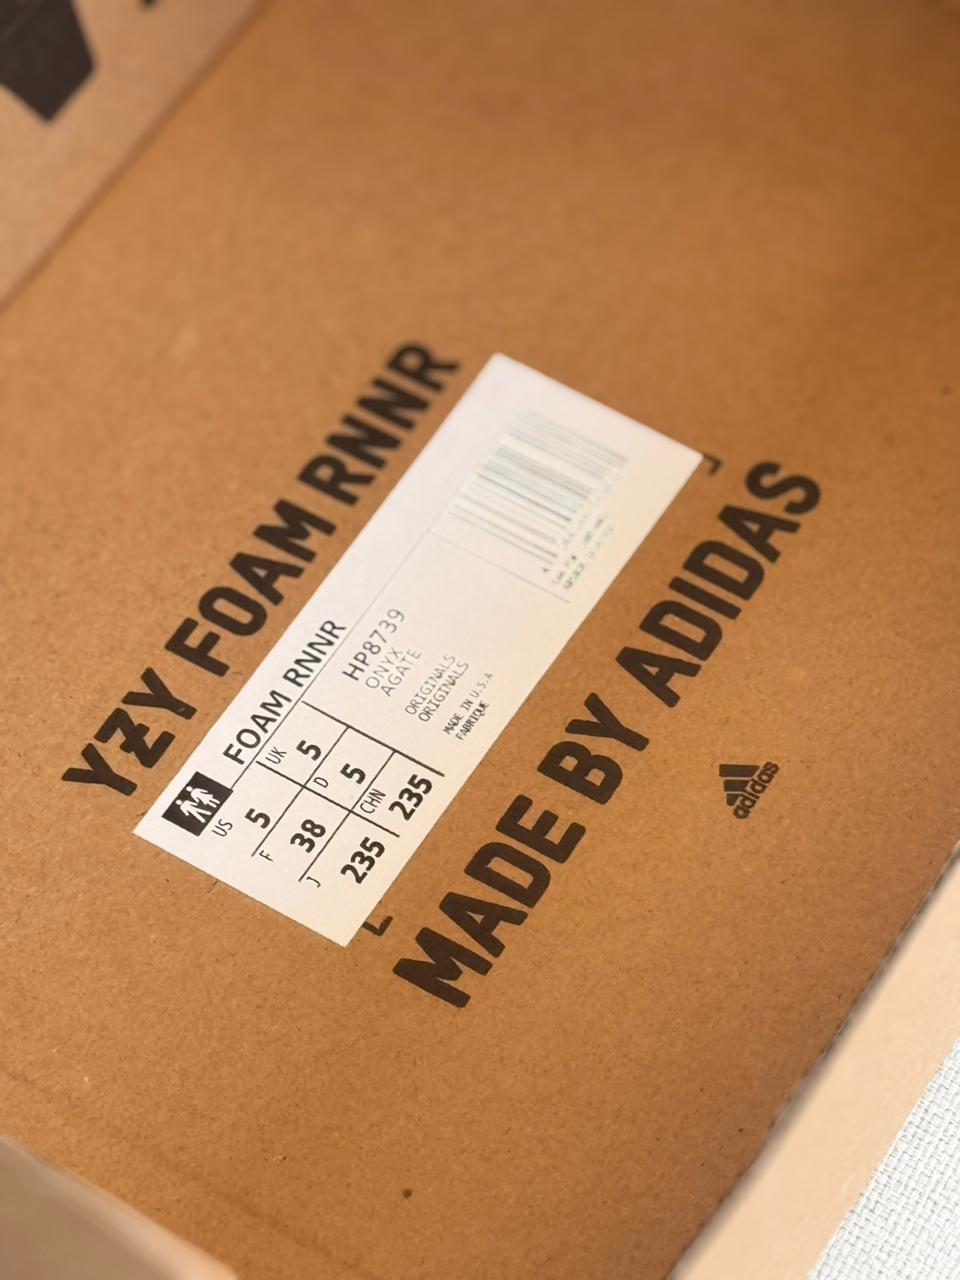 YZY FOAM RNNR
FOAM RNNR
US
5
UK
5
F
38
D
5
J
235
CHN
235
HP8739
ONYX
AGATE
ORIGINALS
ORIGINALS
MADE IN U.S.A
FABRIQUE
MADE BY ADIDAS
adidas